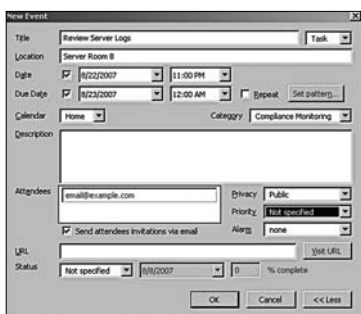 New Event
Title Review Server Logs Task
Location Server Room B
Date 8/22/2007 11:00 PM
Due Date 8/23/2007 12:00 AM Repeat Set pattern...
Calendar Home Category Compliance Monitoring
Description
Attendees email@example.com Privacy Public
Priority Not specified
Send attendees invitations via email Alarm none
URL Visit URL
Status Not specified 8/8/2007 0 % complete
OK Cancel << Less